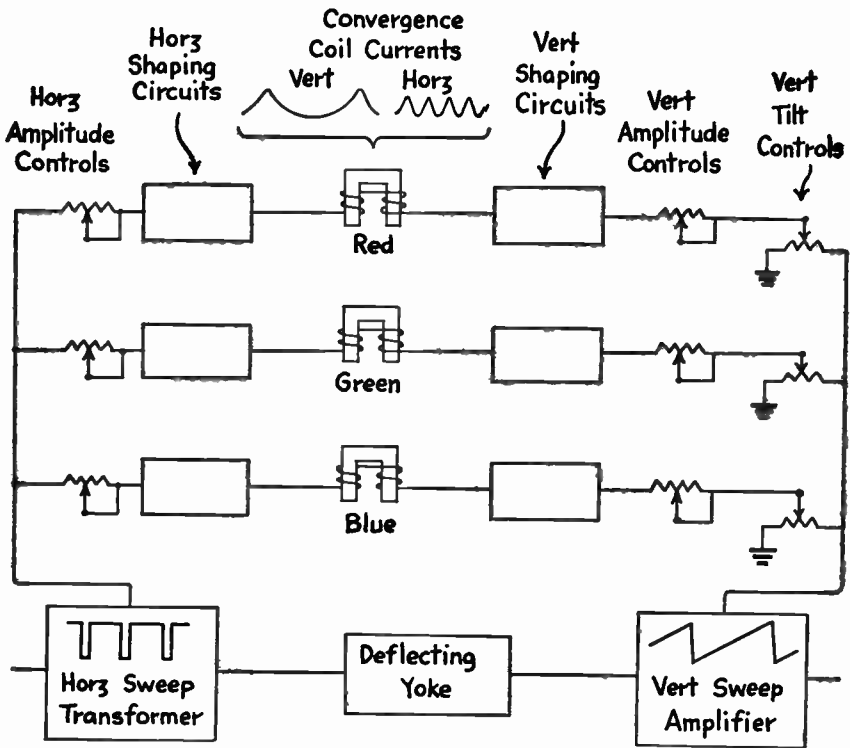 Convergence
Coil Currents
Vert Horz
Horz
Shaping
Circuits
Vert
Shaping
Circuits
Horz
Amplitude
Controls
Vert
Amplitude
Controls
Vert
Tilt
Controls
Red
Green
Blue
Horz Sweep
Transformer
Deflecting
Yoke
Vert Sweep
Amplifier